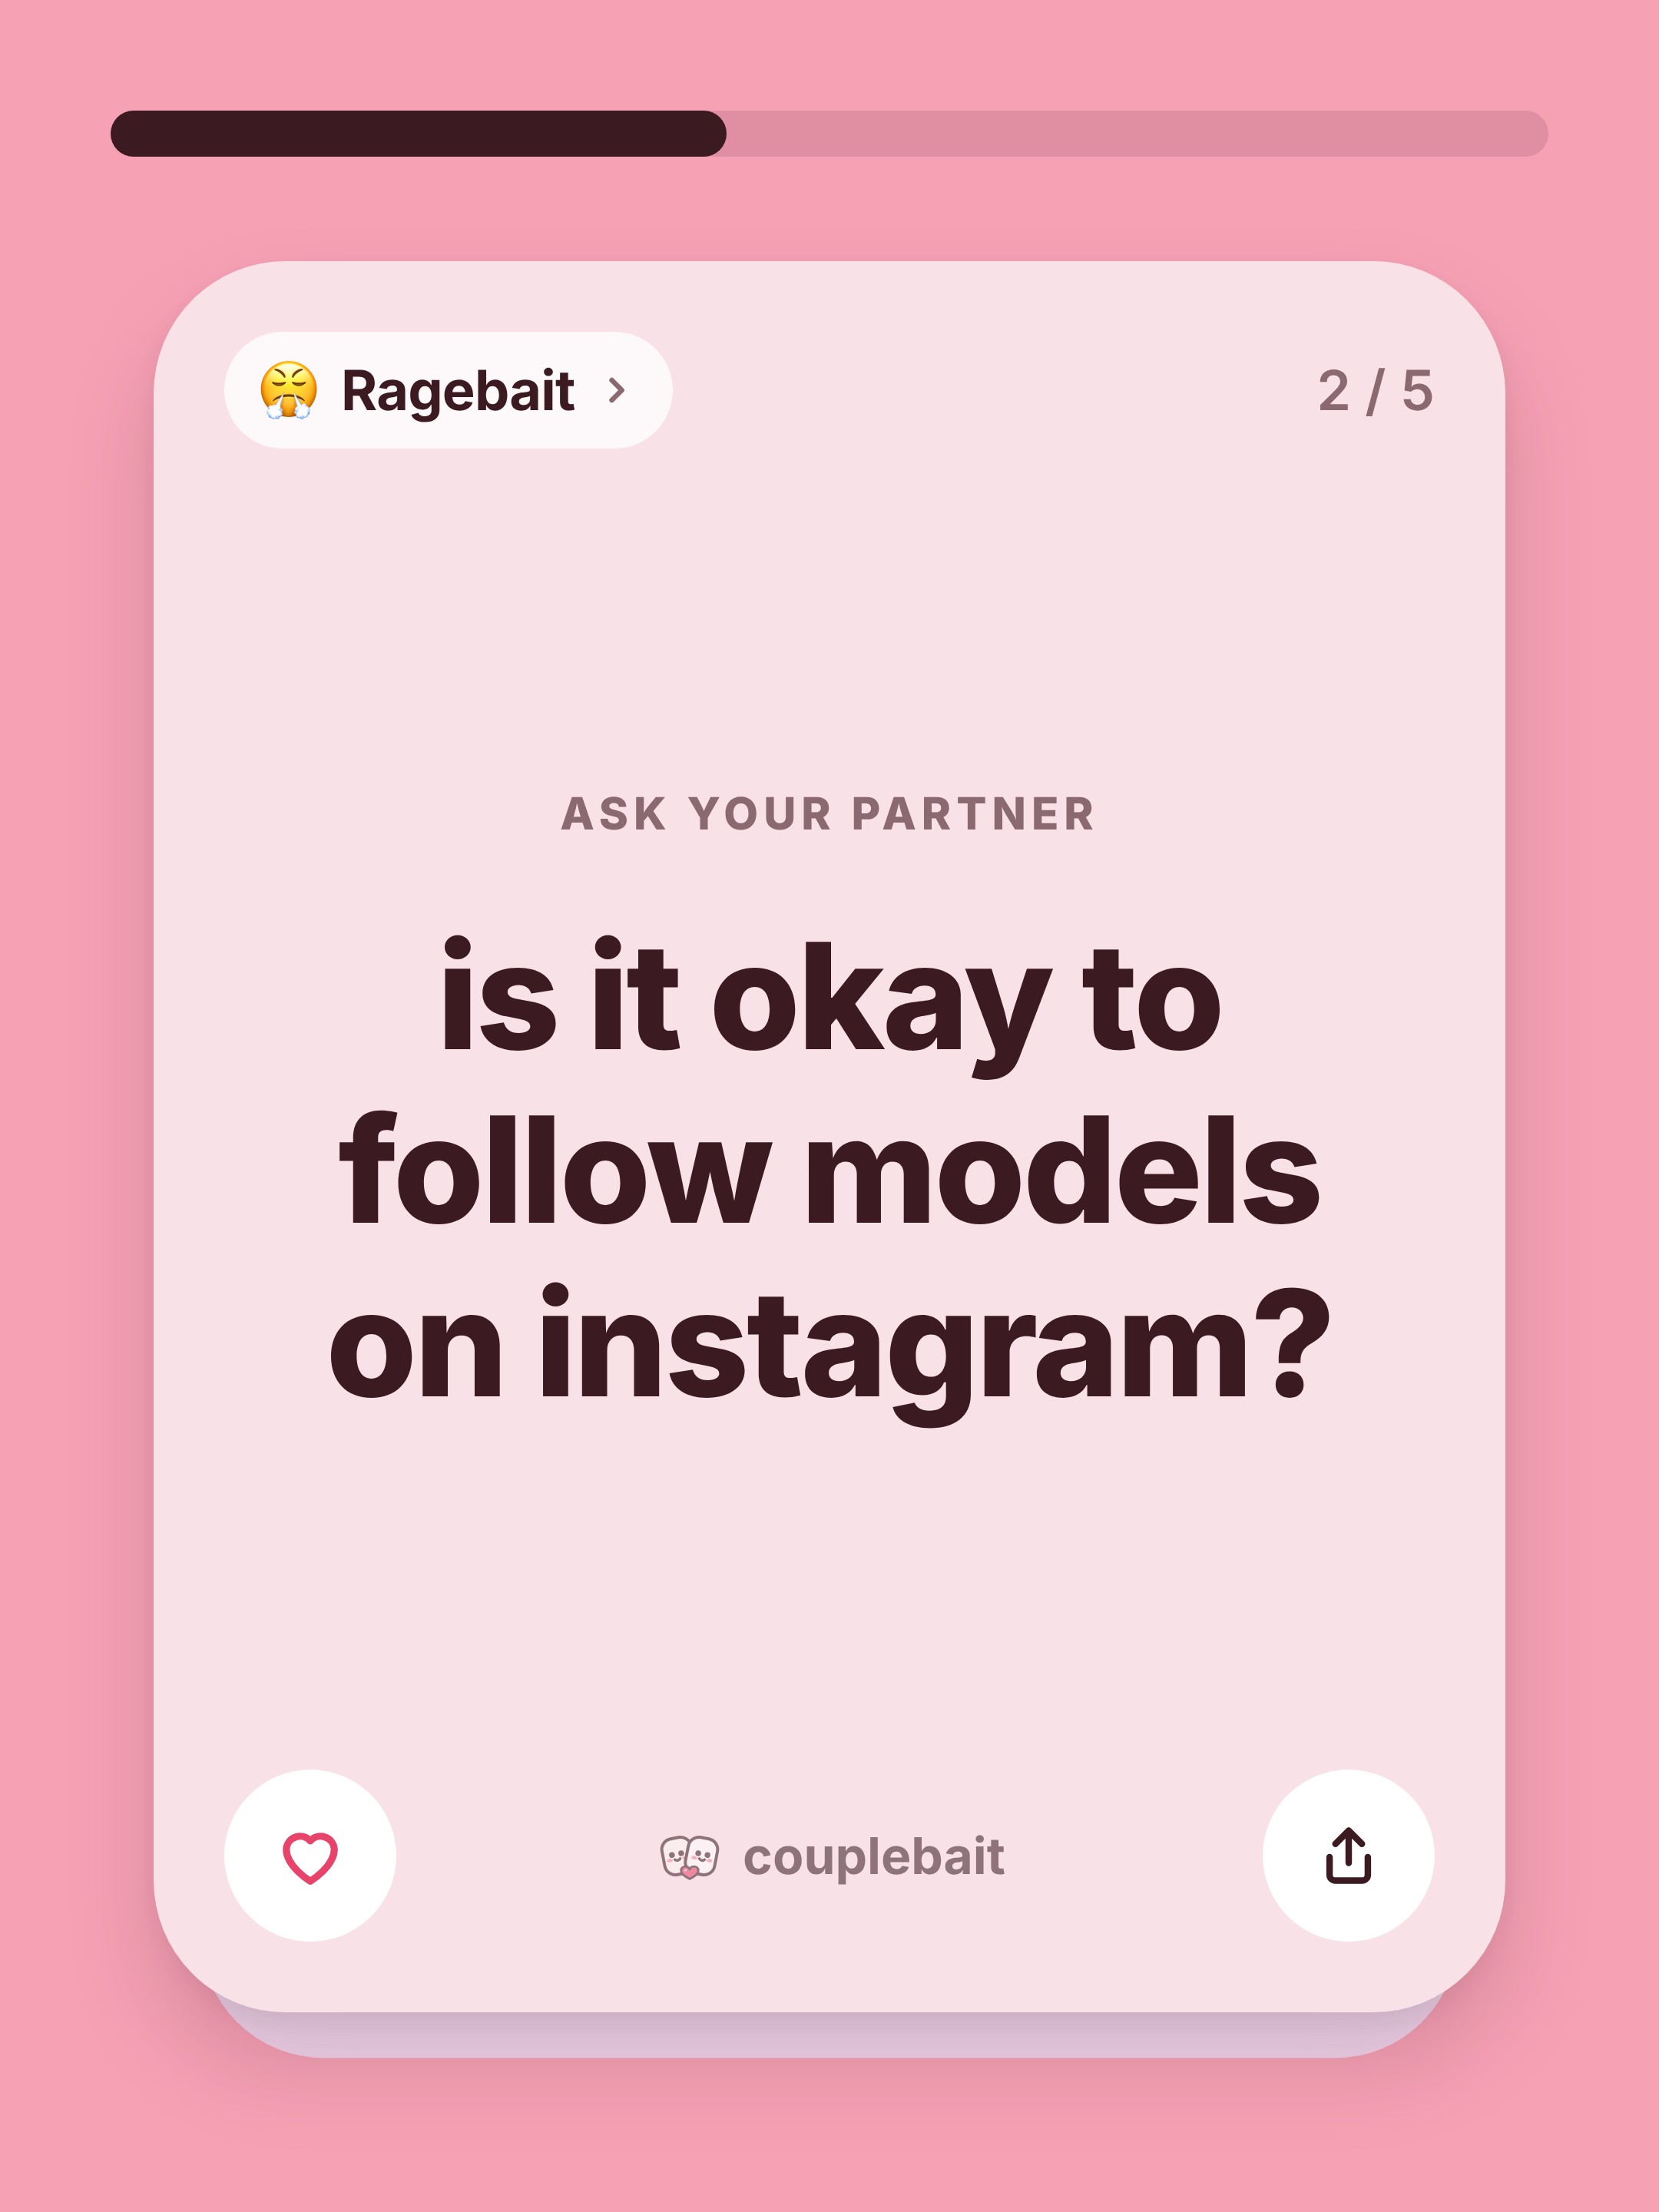 Ragebait
2 / 5
ASK YOUR PARTNER
is it okay to
follow models
on instagram?
couplebait